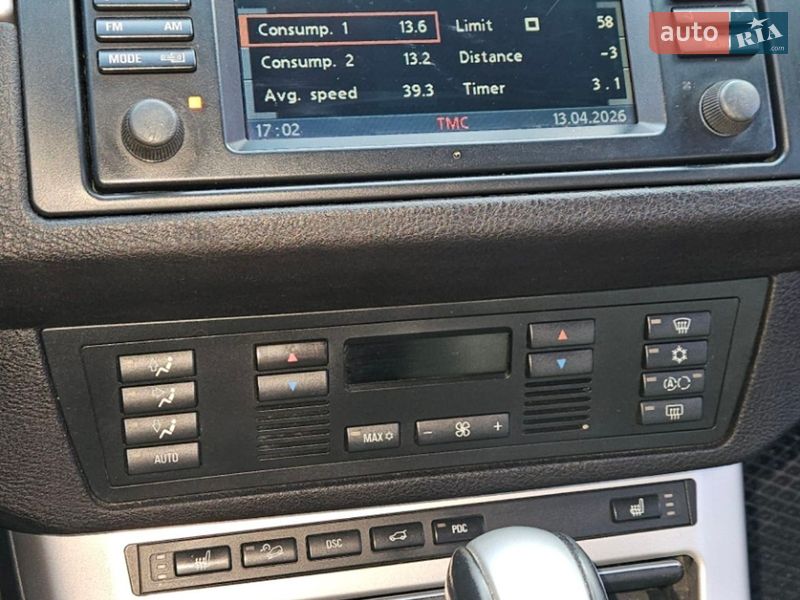 FM AM
MODE
Consump. 1 13.6 Limit 58
Consump. 2 13.2 Distance -3
Avg. speed 39.3 Timer 3.1
17:02 TMC 13.04.2026
auto RIA .com
MAX
- +
A
AUTO
DSC
PDC